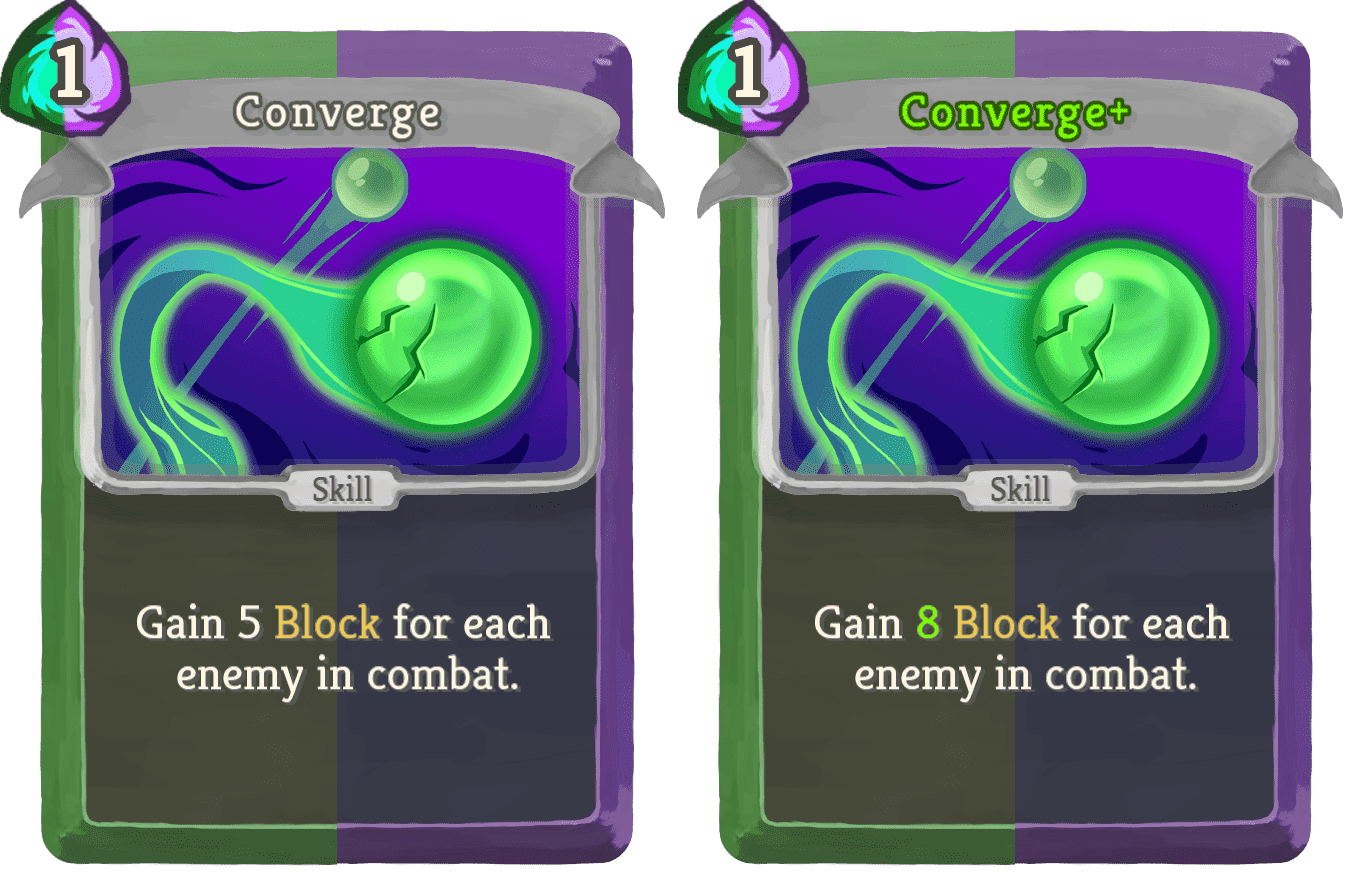 1
Converge
Skill
Gain 5 Block for each
enemy in combat.
1
Converge+
Skill
Gain 8 Block for each
enemy in combat.